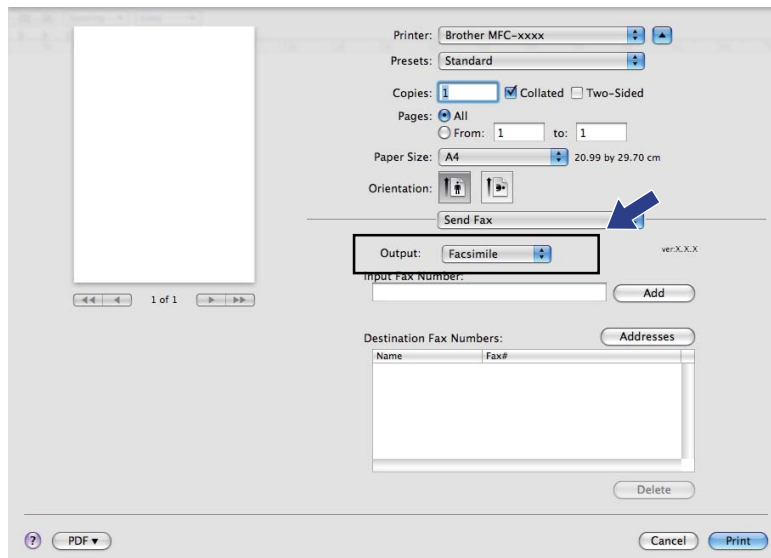 Printer: Brother MFC-xxxx
Presets: Standard
Copies: 1 Collated Two-Sided
Pages: All
From: 1 to: 1
Paper Size: A4 20.99 by 29.70 cm
Orientation:
Send Fax
Output: Facsimile ver:X.X.X
Input Fax Number:
Add
1 of 1
Destination Fax Numbers: Addresses
Name Fax#
Delete
? PDF▾ Cancel Print